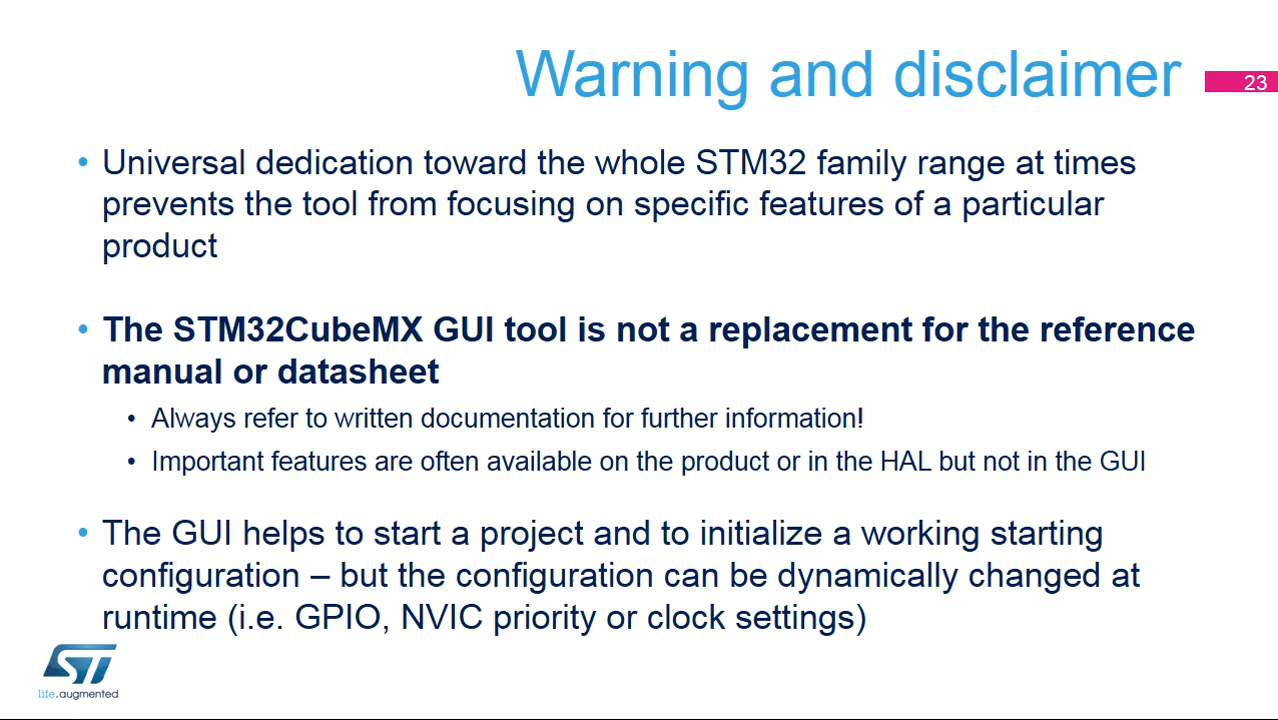 Warning and disclaimer
23
• Universal dedication toward the whole STM32 family range at times
prevents the tool from focusing on specific features of a particular
product
• The STM32CubeMX GUI tool is not a replacement for the reference
manual or datasheet
• Always refer to written documentation for further information!
• Important features are often available on the product or in the HAL but not in the GUI
• The GUI helps to start a project and to initialize a working starting
configuration – but the configuration can be dynamically changed at
runtime (i.e. GPIO, NVIC priority or clock settings)
ST
life.augmented